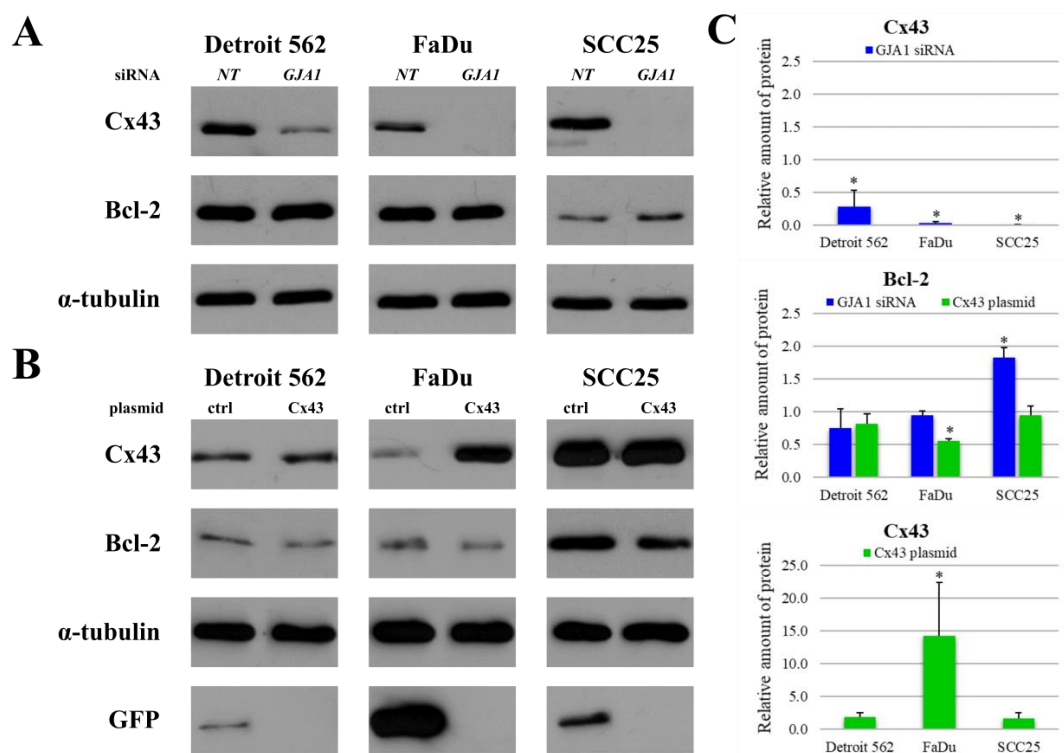 A
Detroit 562 FaDu SCC25
siRNA NT GJA1 NT GJA1 NT GJA1
Cx43
Bcl-2
α-tubulin
B
Detroit 562 FaDu SCC25
plasmid ctrl Cx43 ctrl Cx43 ctrl Cx43
Cx43
Bcl-2
α-tubulin
GFP
C
Cx43
GJA1 siRNA
Relative amount of protein
2.5
2.0
1.5
1.0
0.5
0.0
* * *
Detroit 562 FaDu SCC25
Bcl-2
GJA1 siRNA Cx43 plasmid
Relative amount of protein
2.5
2.0
1.5
1.0
0.5
0.0
* *
Detroit 562 FaDu SCC25
Cx43
Cx43 plasmid
Relative amount of protein
25.0
20.0
15.0
10.0
5.0
0.0
*
Detroit 562 FaDu SCC25